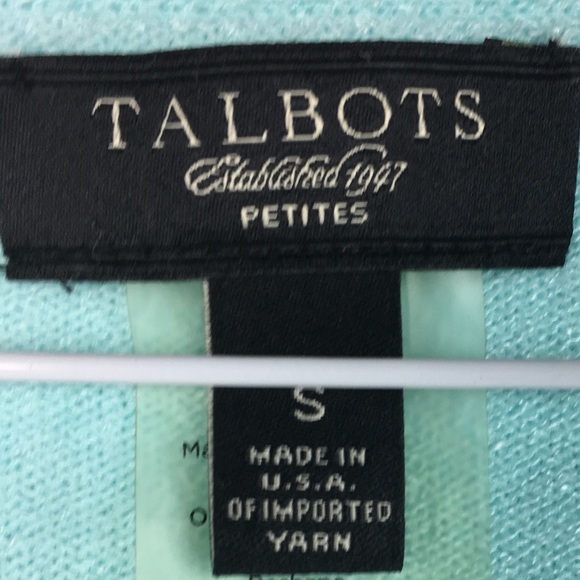 TALBOTS
Established 1947
PETITES
S
MADE IN
U.S.A.
OF IMPORTED
YARN